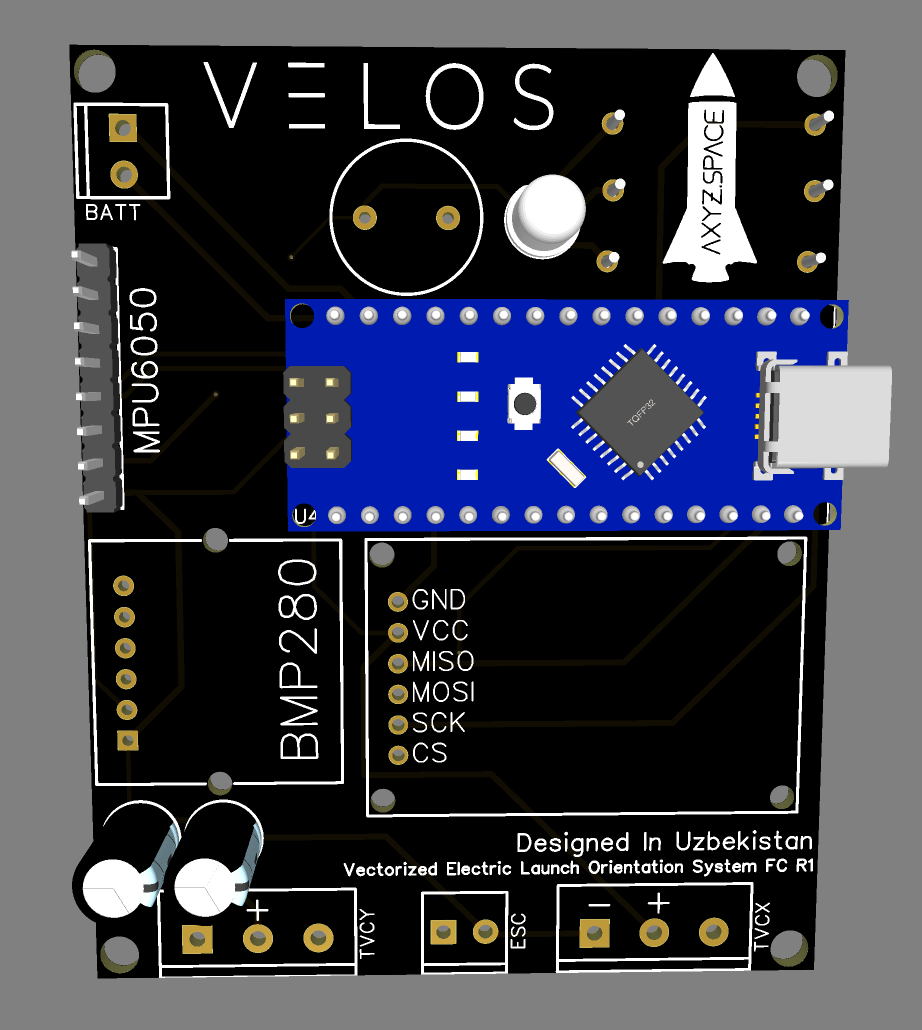 VELOS
AXYZ.SPACE
BATT
MPU6050
TQFP32
U4
BMP280
GND
VCC
MISO
MOSI
SCK
CS
Designed In Uzbekistan
Vectorized Electric Launch Orientation System FC R1
+
TVCY
ESC
− +
TVCX